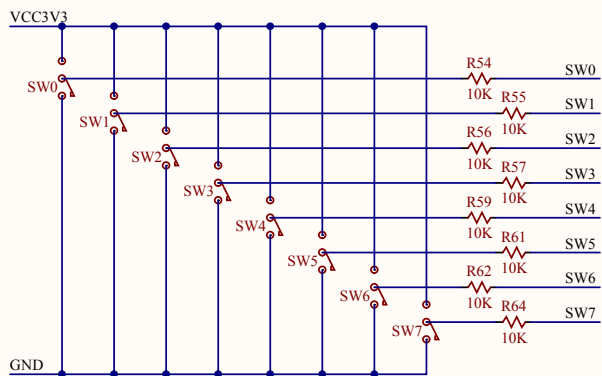 VCC3V3
R54
SW0
SW0
10K
R55
SW1
SW1
10K
R56
SW2
SW2
10K
R57
SW3
SW3
10K
R59
SW4
SW4
10K
R61
SW5
SW5
10K
R62
SW6
SW6
10K
R64
SW7
SW7
10K
GND